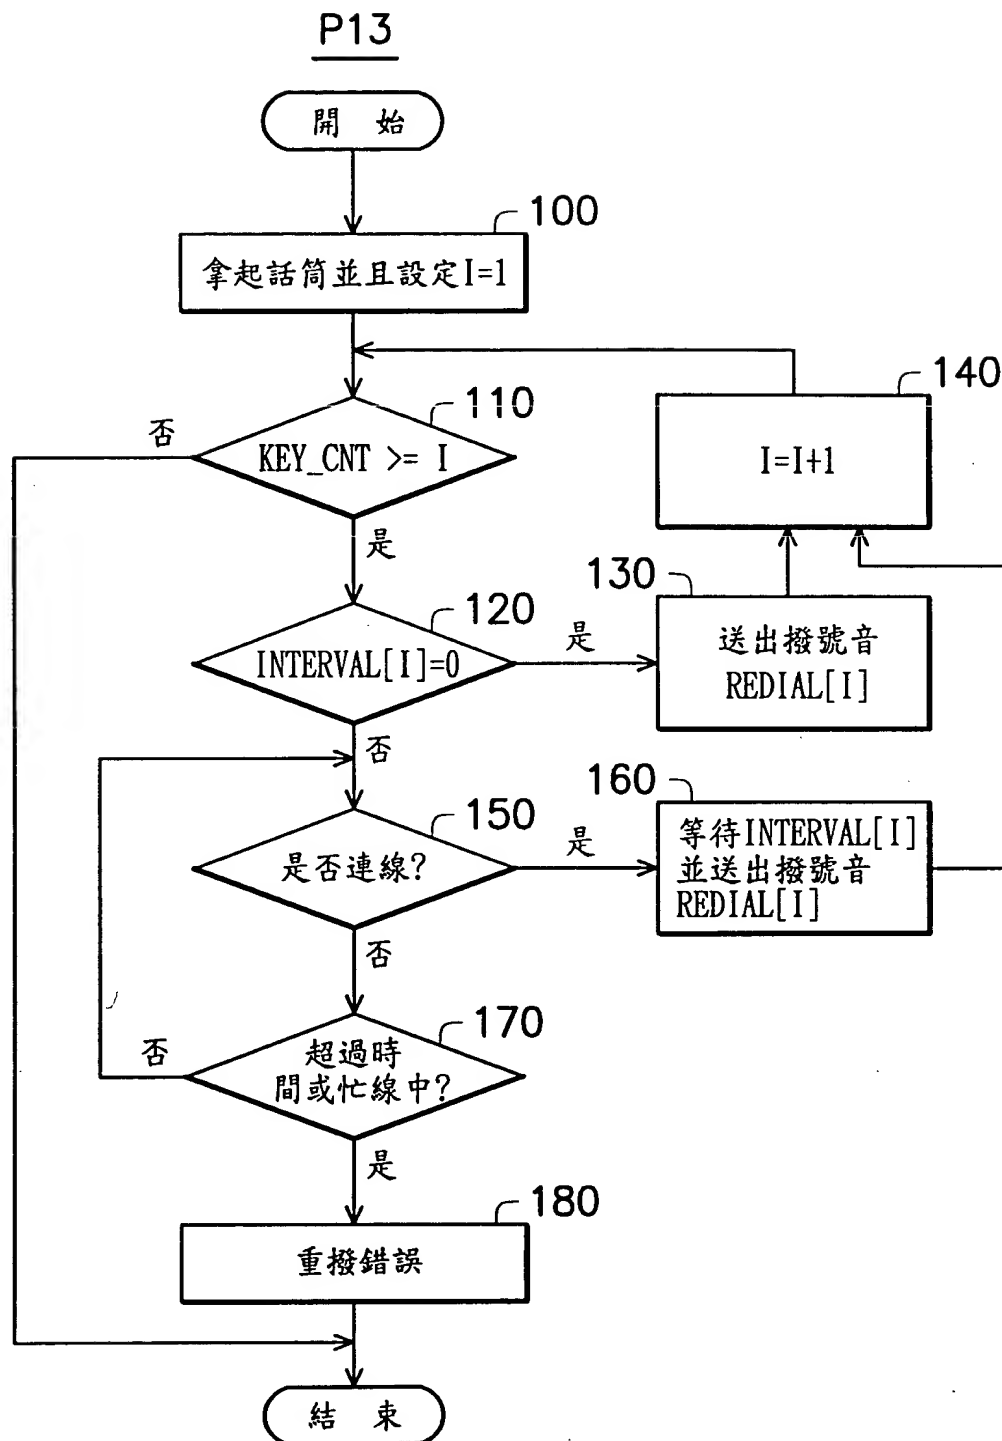 P13
開 始
100
拿起話筒並且設定I=1
140
110
否
KEY_CNT >= I
I=I+1
是
130
120
是
送出撥號音
REDIAL[I]
INTERVAL[I]=0
否
160
150
是
等待INTERVAL[I]
並送出撥號音
REDIAL[I]
是否連線?
否
170
否
超過時
間或忙線中?
是
180
重撥錯誤
結 束